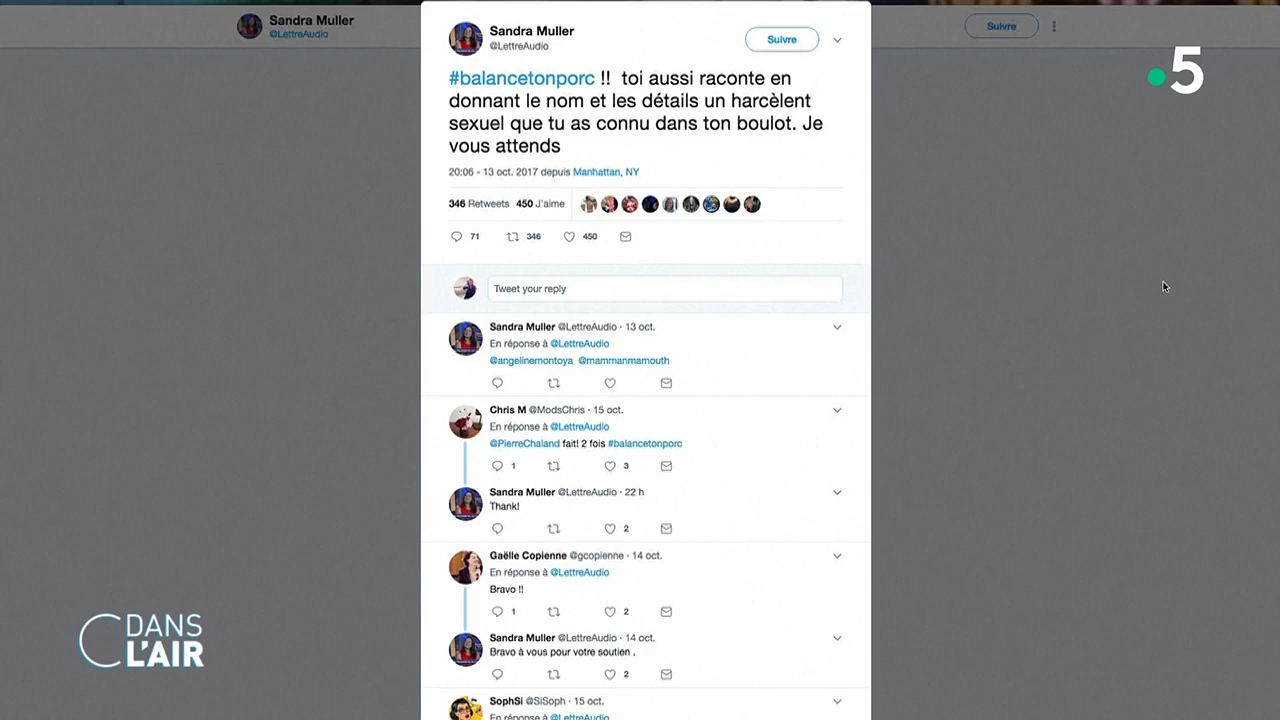 Sandra Muller
@LettreAudio
Suivre
5
Sandra Muller
@LettreAudio
Suivre
#balancetonporc !!  toi aussi raconte en
donnant le nom et les détails un harcèlent
sexuel que tu as connu dans ton boulot. Je
vous attends
20:06 - 13 oct. 2017 depuis Manhattan, NY
346 Retweets 450 J'aime
71 346 450
Tweet your reply
Sandra Muller @LettreAudio · 13 oct.
En réponse à @LettreAudio
@angelinemontoya @mammanmamouth
Chris M @ModsChris · 15 oct.
En réponse à @LettreAudio
@PierreChaland fait! 2 fois #balancetonporc
1 3
Sandra Muller @LettreAudio · 22 h
Thank!
2
Gaëlle Copienne @gcopienne · 14 oct.
En réponse à @LettreAudio
Bravo !!
1 2
Sandra Muller @LettreAudio · 14 oct.
Bravo à vous pour votre soutien .
2
SophSi @SiSoph · 15 oct.
En réponse à @LettreAudio
C DANS
L'AIR